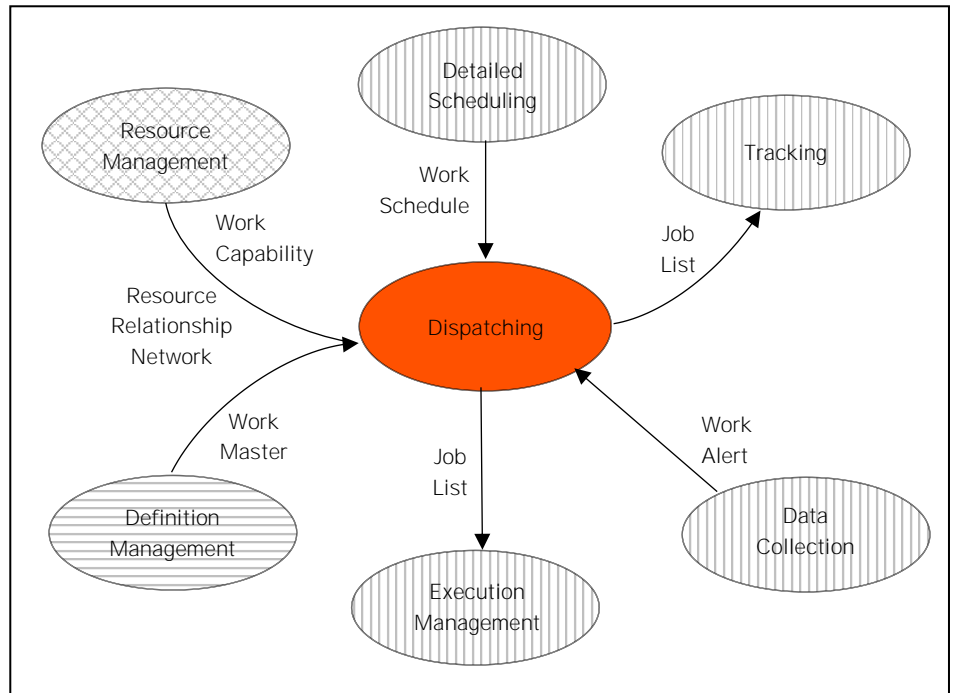 Detailed
Scheduling
Resource
Management
Tracking
Work
Schedule
Work
Capability
Job
List
Resource
Relationship
Network
Dispatching
Work
Master
Job
List
Work
Alert
Definition
Management
Data
Collection
Execution
Management